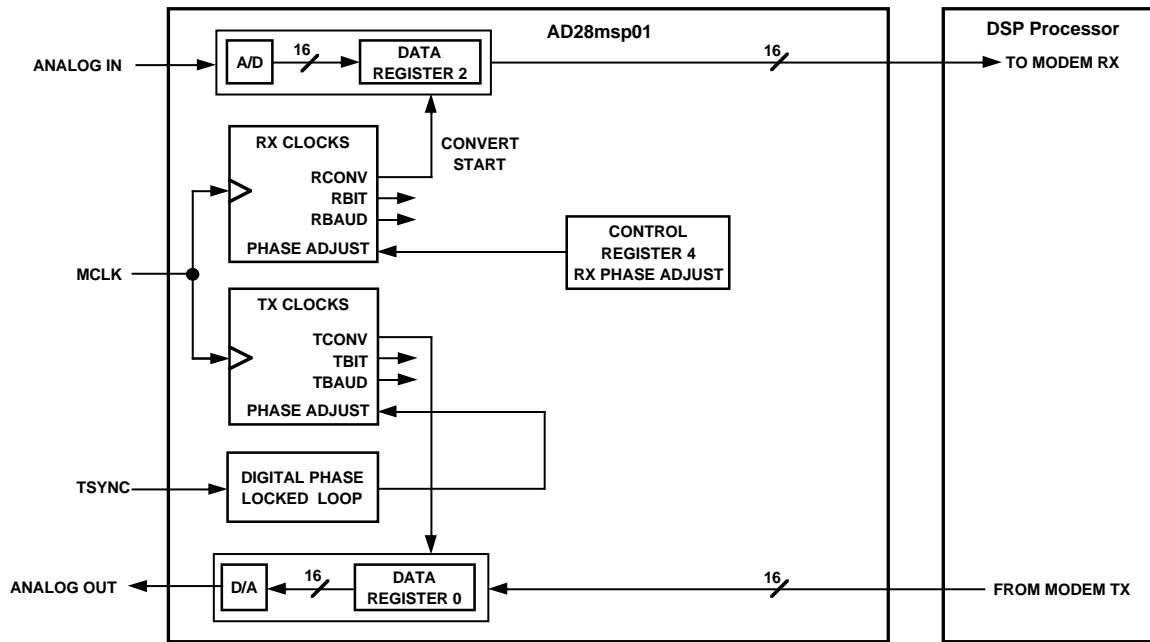 AD28msp01
DSP Processor
ANALOG IN
A/D
16
DATA
REGISTER 2
16
TO MODEM RX
RX CLOCKS
RCONV
RBIT
RBAUD
PHASE ADJUST
CONVERT
START
CONTROL
REGISTER 4
RX PHASE ADJUST
MCLK
TX CLOCKS
TCONV
TBIT
TBAUD
PHASE ADJUST
TSYNC
DIGITAL PHASE
LOCKED LOOP
ANALOG OUT
D/A
16
DATA
REGISTER 0
16
FROM MODEM TX